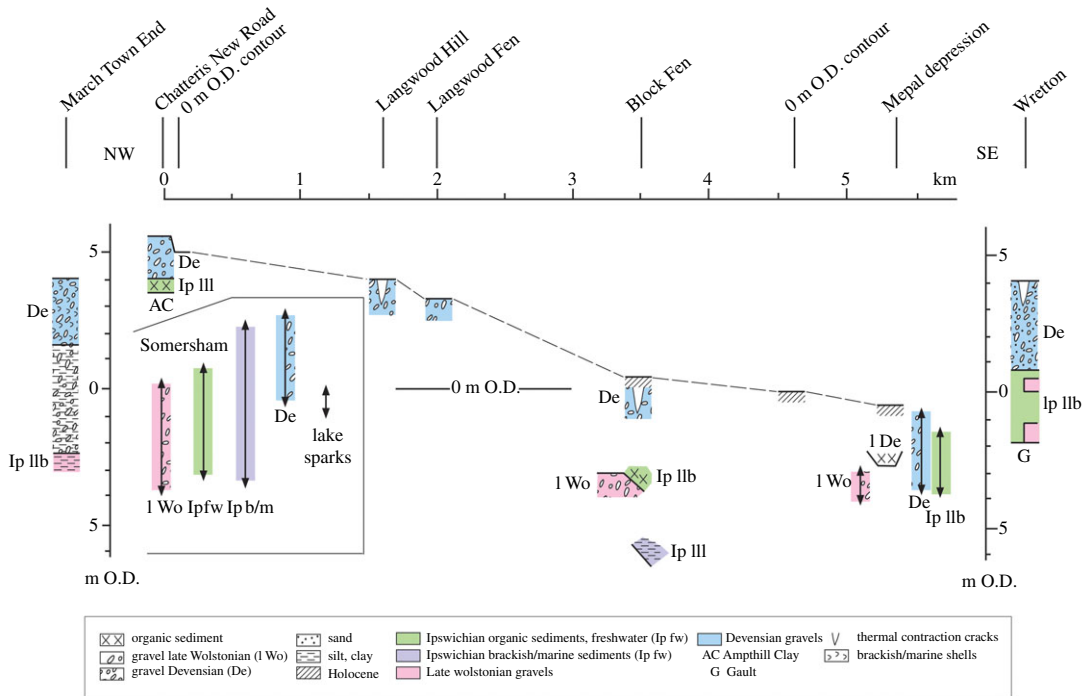 March Town End
Chatteris New Road
0 m O.D. contour
Langwood Hill
Langwood Fen
Block Fen
0 m O.D. contour
Mepal depression
Wretton
NW
SE
0
1
2
3
4
5
km
5
0
5
m O.D.
5
0
5
m O.D.
De
Ip llb
De
Ip lll
AC
Somersham
l Wo
Ipfw
Ip b/m
De
lake
sparks
0 m O.D.
De
l Wo
Ip llb
Ip lll
l De
l Wo
De
Ip llb
De
lp llb
G
organic sediment
gravel late Wolstonian (l Wo)
gravel Devensian (De)
sand
silt, clay
Holocene
Ipswichian organic sediments, freshwater (Ip fw)
Ipswichian brackish/marine sediments (Ip fw)
Late wolstonian gravels
Devensian gravels
AC Ampthill Clay
G Gault
thermal contraction cracks
brackish/marine shells